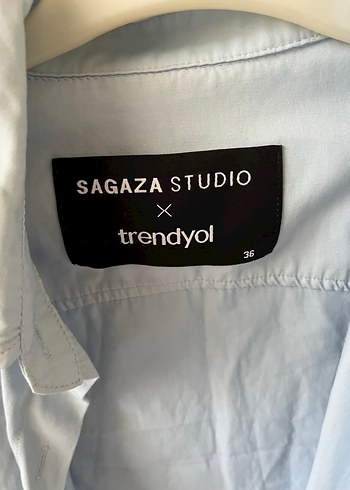 SAGAZA STUDIO
×
trendyol
36